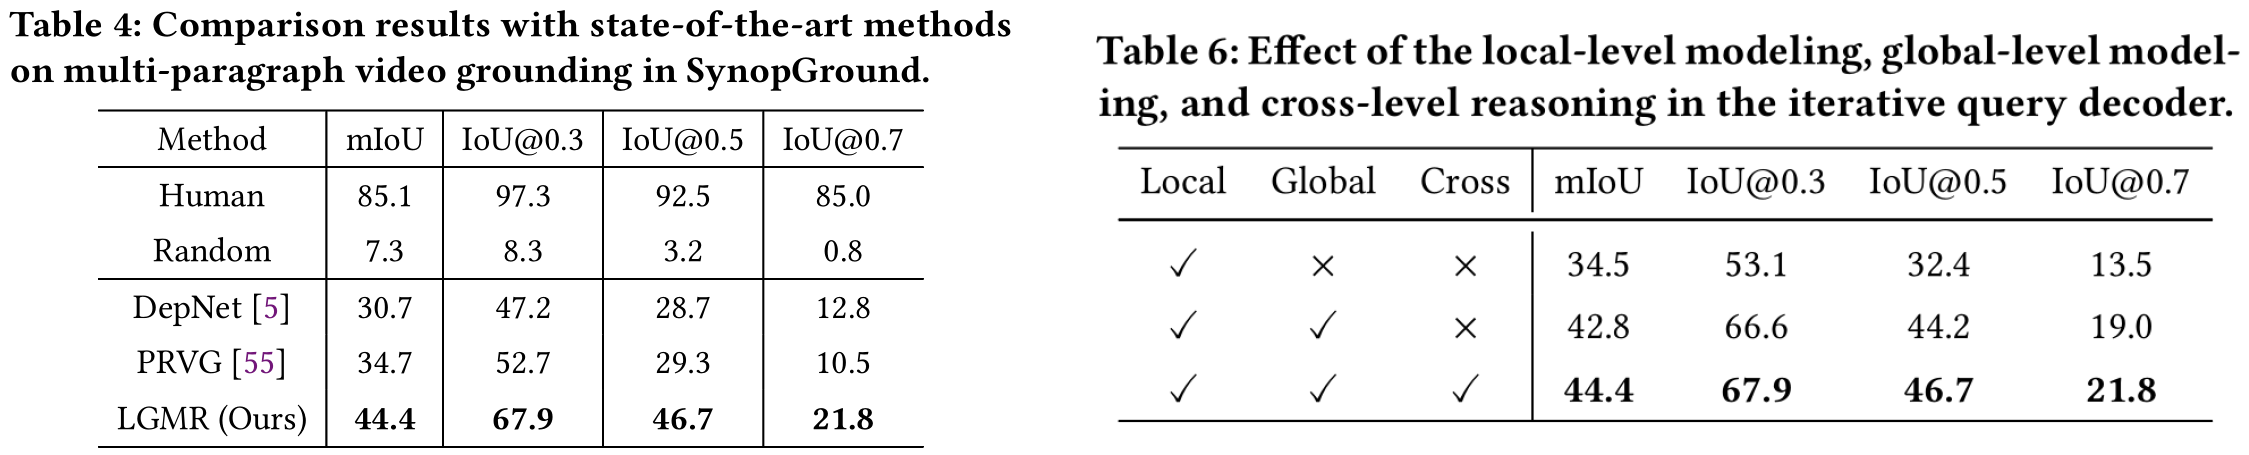 Table 4: Comparison results with state-of-the-art methods
on multi-paragraph video grounding in SynopGround.
Method mIoU IoU@0.3 IoU@0.5 IoU@0.7
Human 85.1 97.3 92.5 85.0
Random 7.3 8.3 3.2 0.8
DepNet [5] 30.7 47.2 28.7 12.8
PRVG [55] 34.7 52.7 29.3 10.5
LGMR (Ours) 44.4 67.9 46.7 21.8
Table 6: Effect of the local-level modeling, global-level model-
ing, and cross-level reasoning in the iterative query decoder.
Local Global Cross mIoU IoU@0.3 IoU@0.5 IoU@0.7
✓ × × 34.5 53.1 32.4 13.5
✓ ✓ × 42.8 66.6 44.2 19.0
✓ ✓ ✓ 44.4 67.9 46.7 21.8